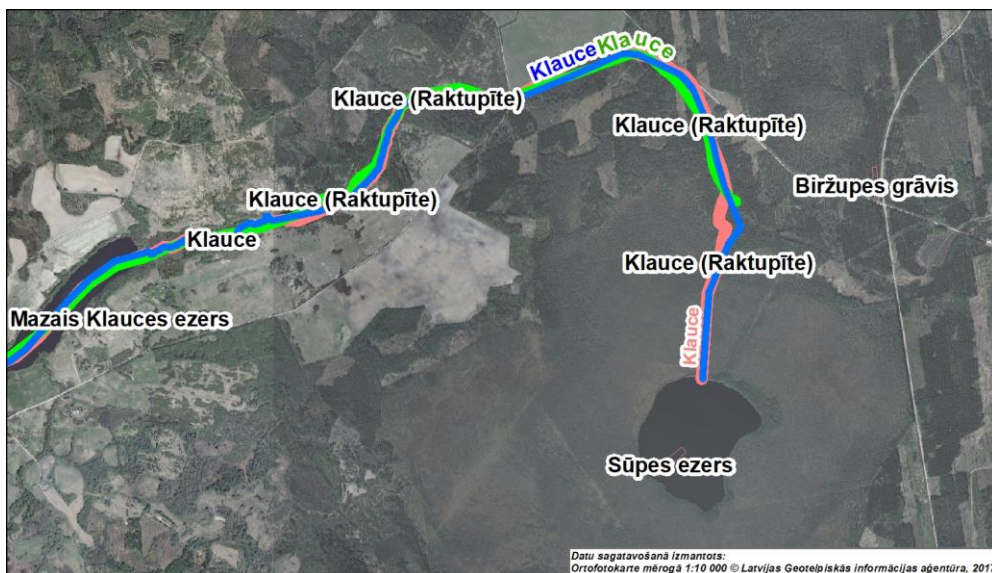 Klauce Klauce
Klauce (Raktupīte)
Klauce (Raktupīte)
Biržupes grāvis
Klauce (Raktupīte)
Klauce
Klauce (Raktupīte)
Mazais Klauces ezers
Klauce
Sūpes ezers
Datu sagatavošanā izmantots:
Ortofotokarte mērogā 1:10 000 © Latvijas Ģeotelpiskās informācijas aģentūra, 2017